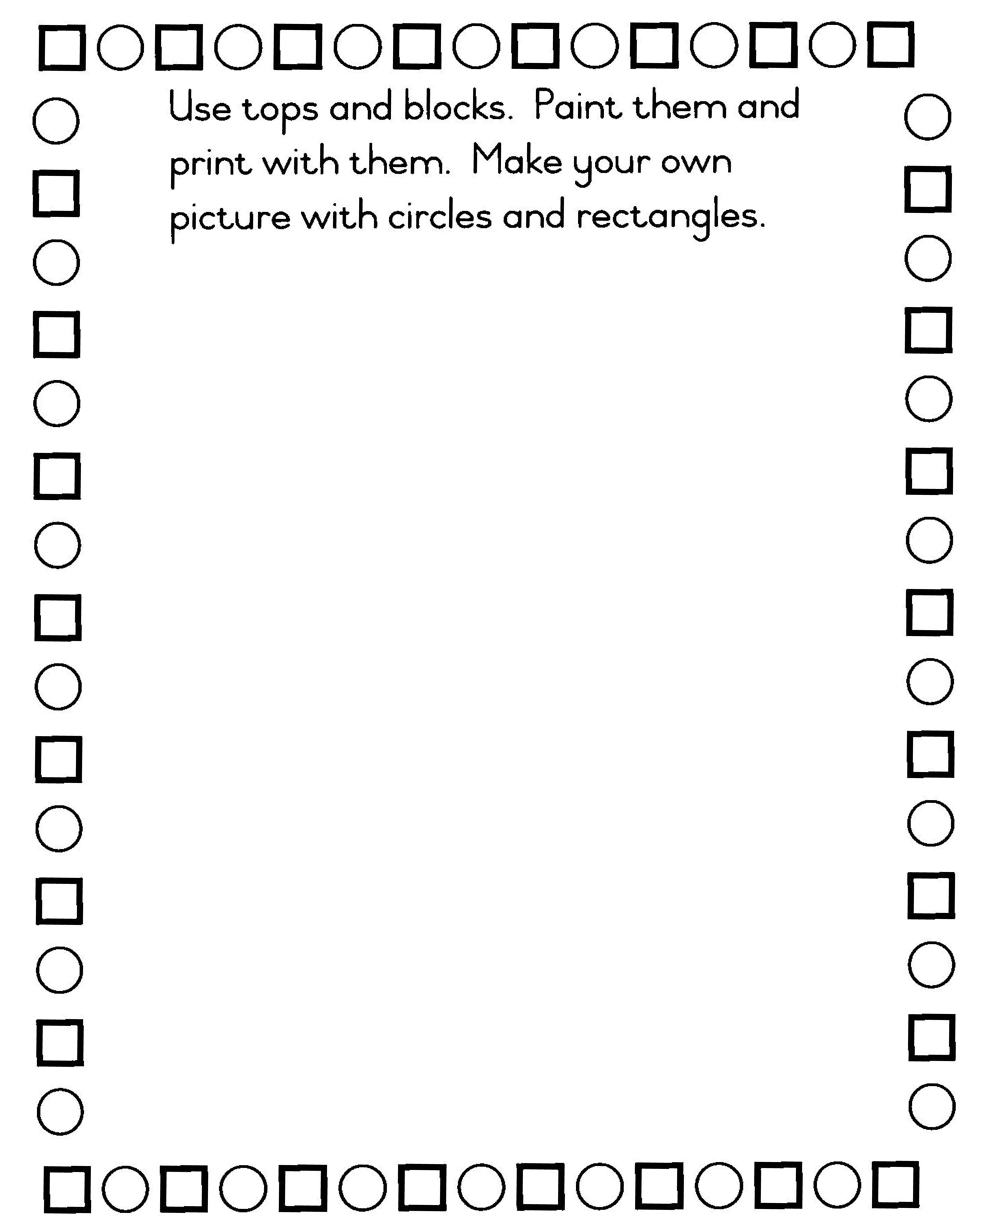 Use tops and blocks. Paint them and
print with them. Make your own
picture with circles and rectangles.